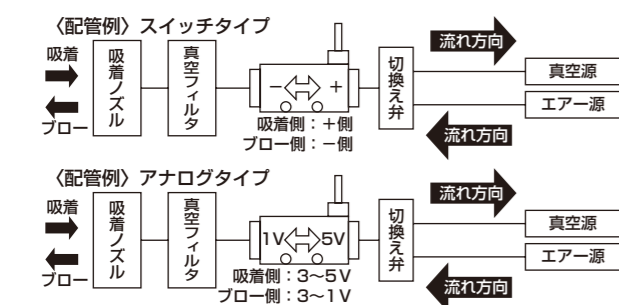 〈配管例〉スイッチタイプ
吸着
ブロー
吸着ノズル
真空フィルタ
− +
吸着側：＋側
ブロー側：−側
切換え弁
流れ方向
真空源
エアー源
流れ方向
〈配管例〉アナログタイプ
吸着
ブロー
吸着ノズル
真空フィルタ
1V 5V
吸着側：3〜5V
ブロー側：3〜1V
切換え弁
流れ方向
真空源
エアー源
流れ方向